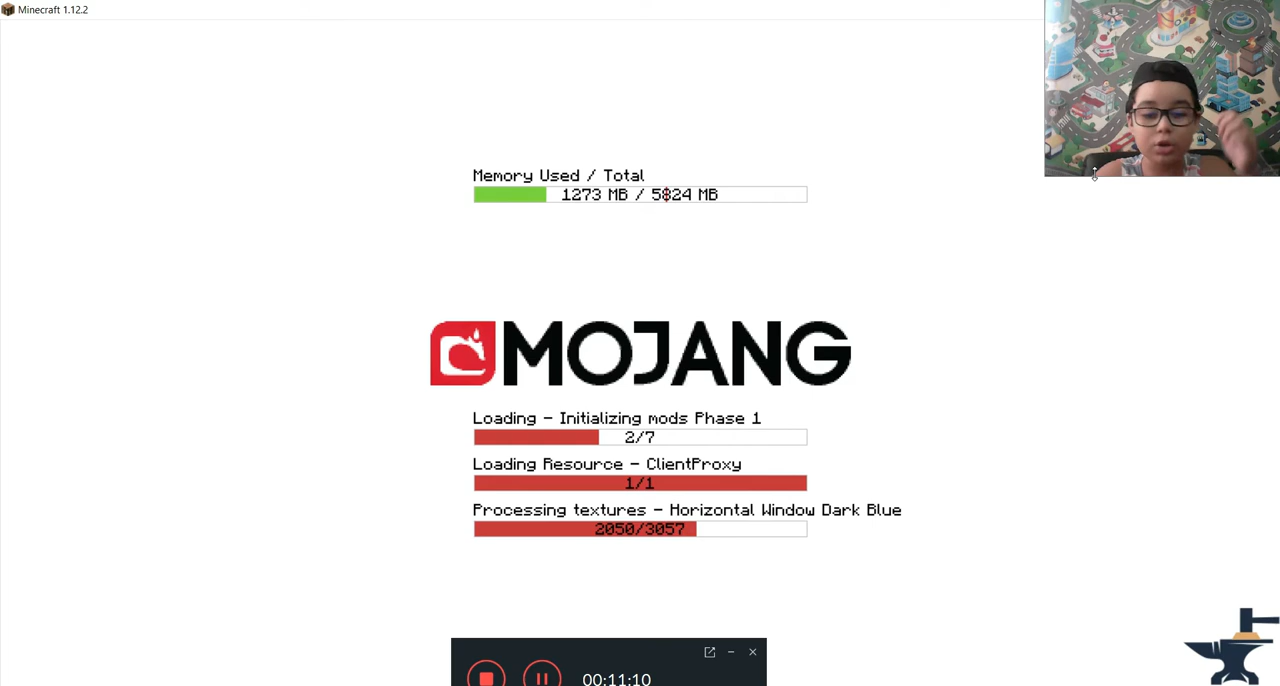 Minecraft 1.12.2
Memory Used / Total
1273 MB / 5824 MB
MOJANG
Loading - Initializing mods Phase 1
2/7
Loading Resource - ClientProxy
1/1
Processing textures - Horizontal Window Dark Blue
2050/3057
00:11:10